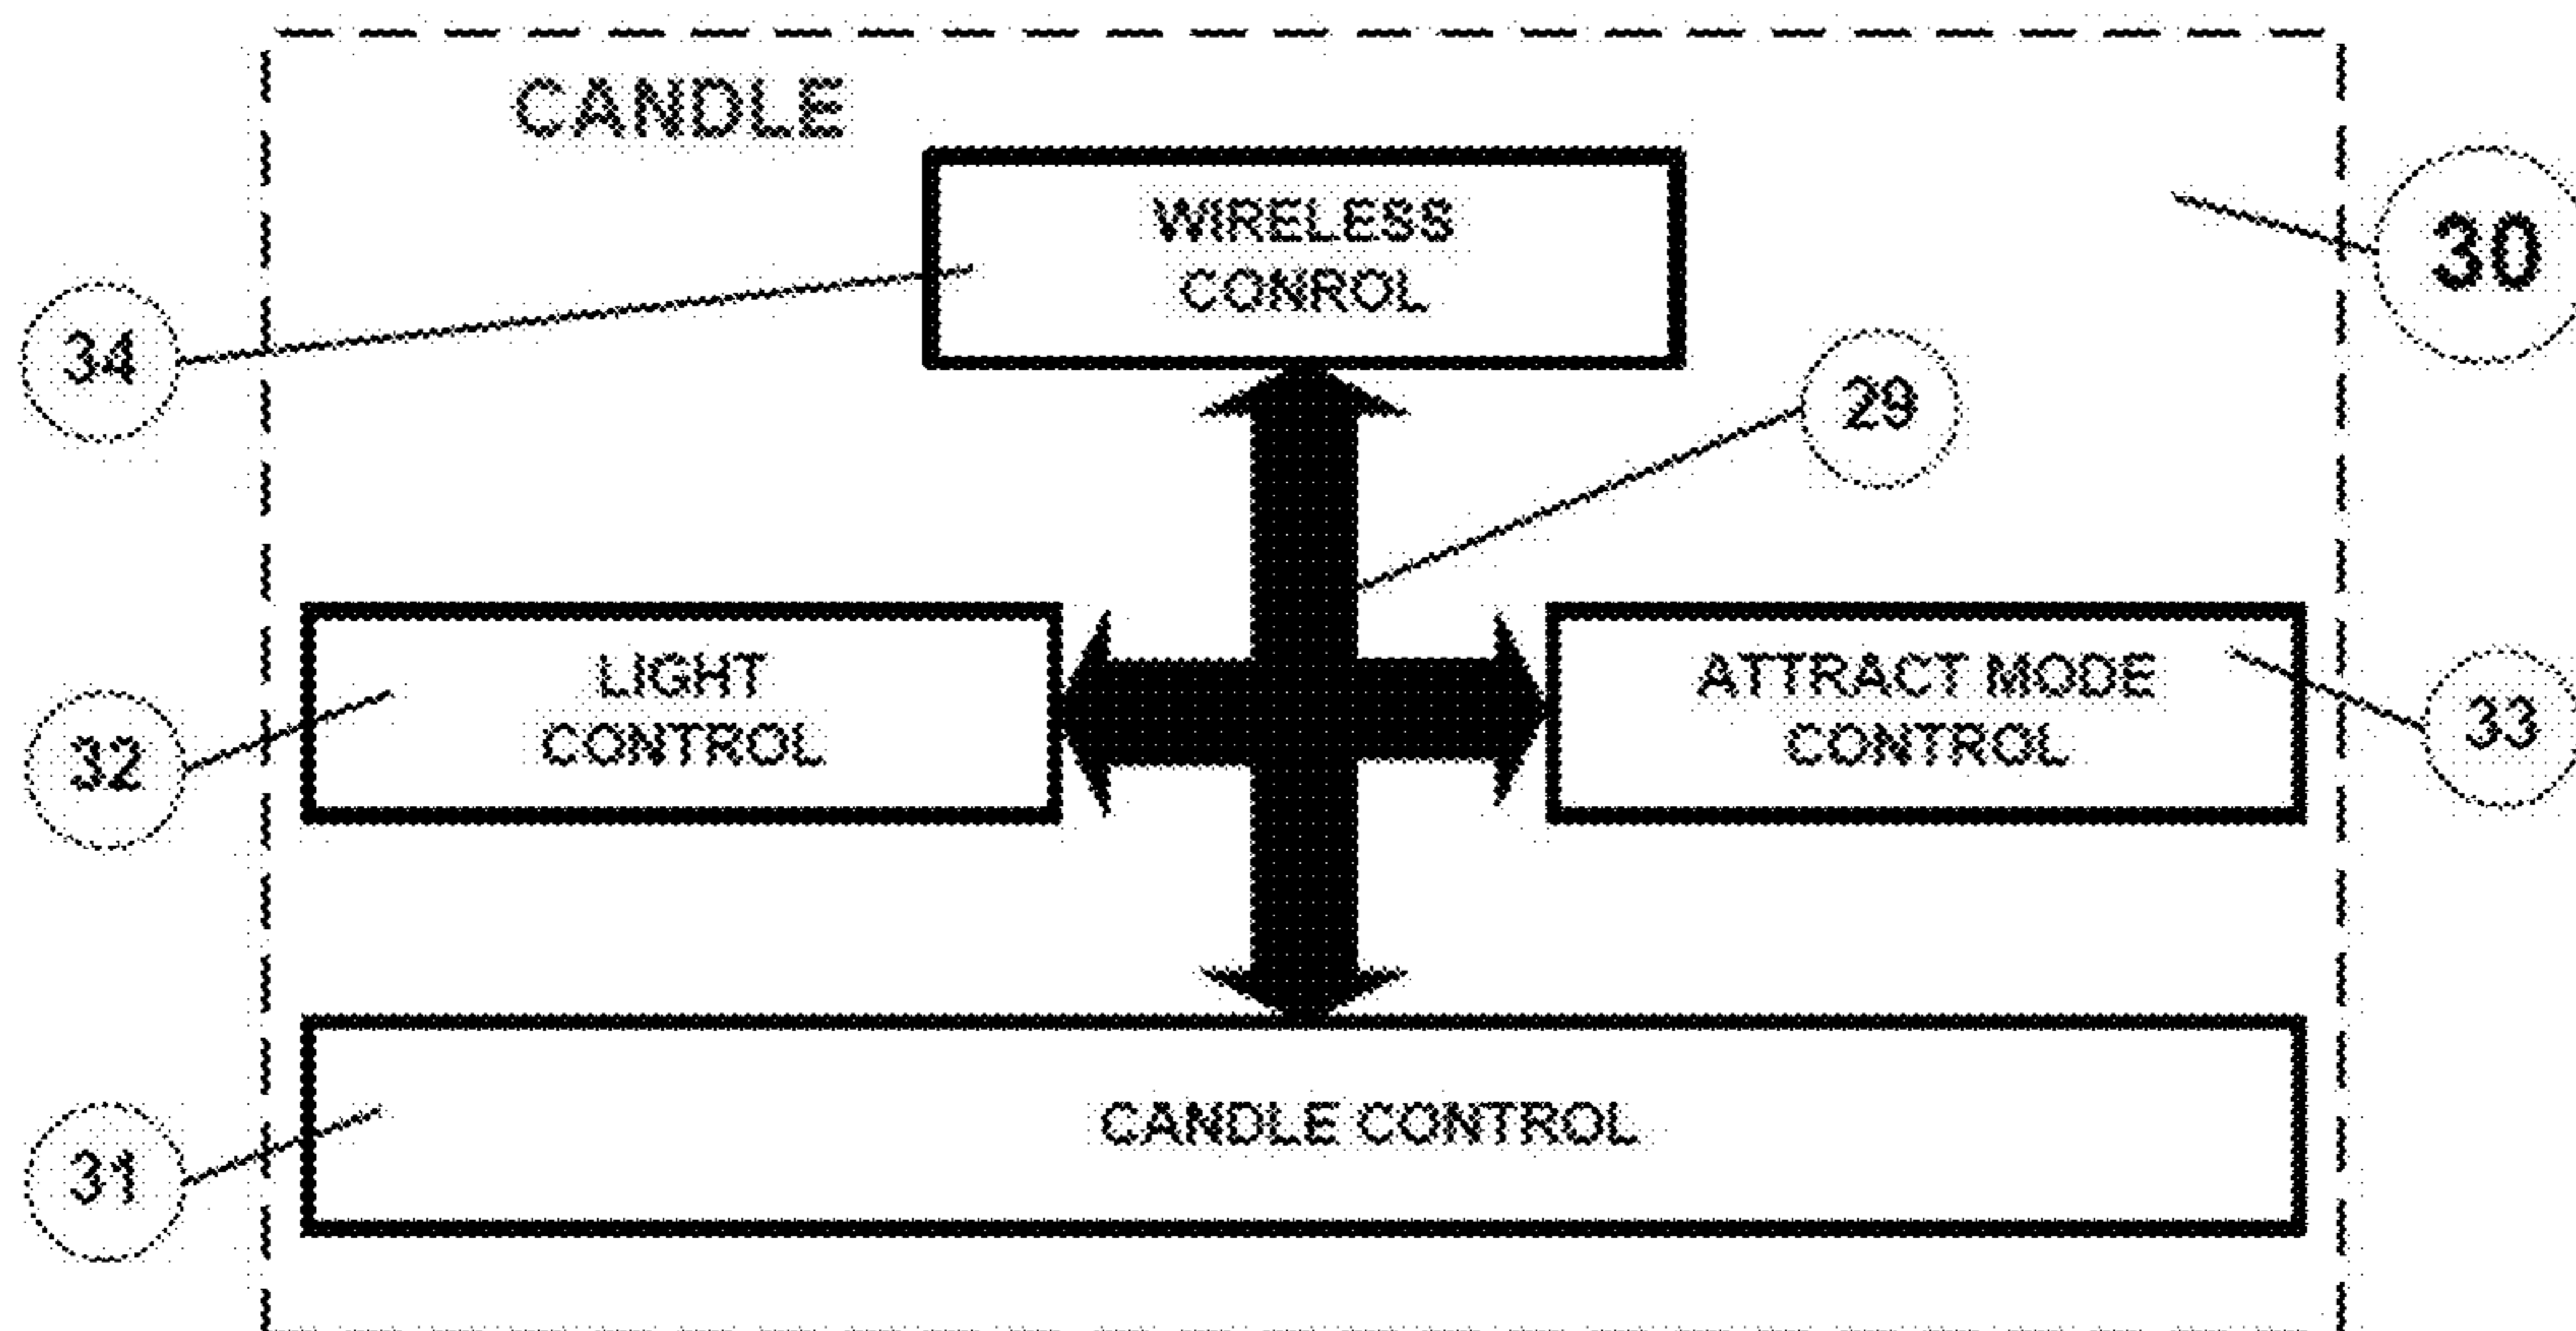 CANDLE
WIRELESS
CONROL
30
34
29
LIGHT
CONTROL
ATTRACT MODE
CONTROL
32
33
CANDLE CONTROL
31